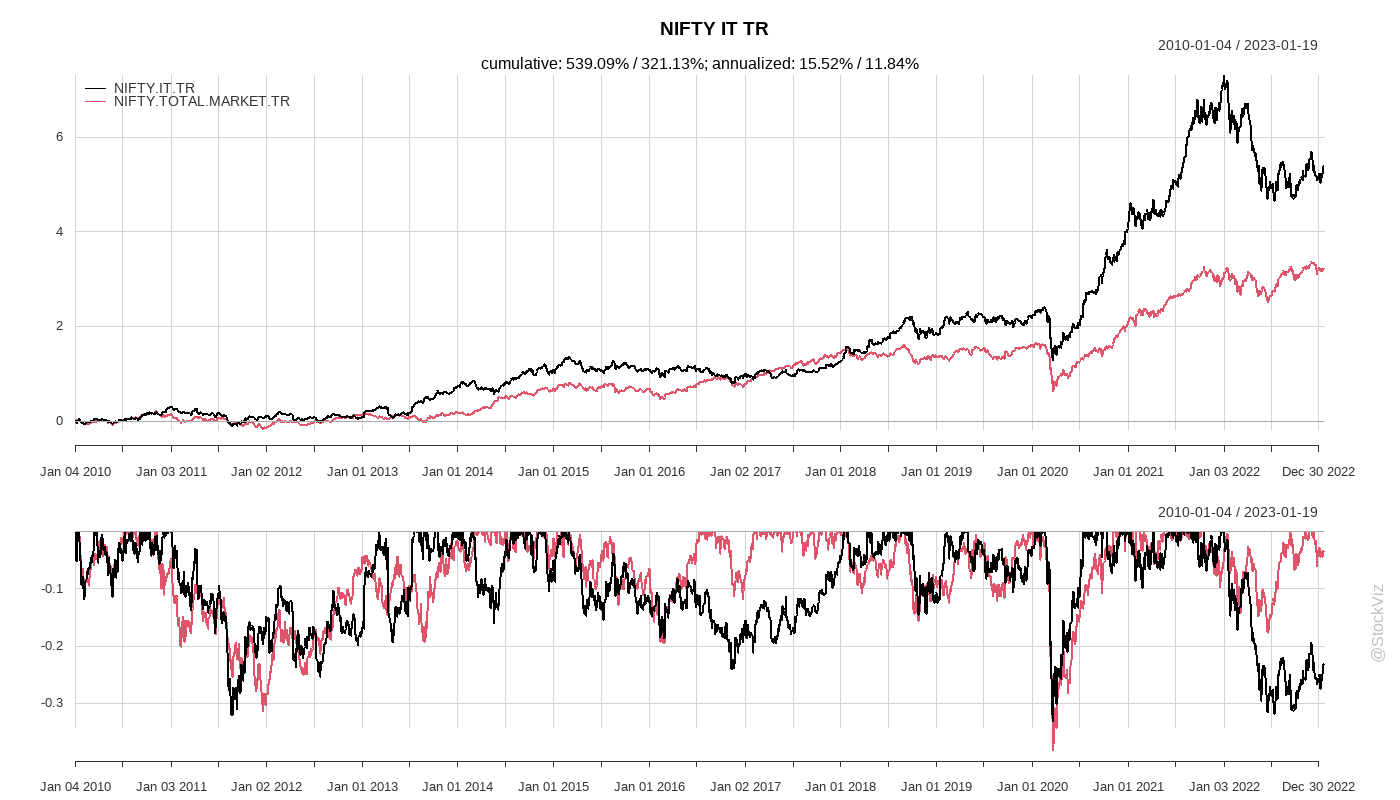 NIFTY IT TR
2010-01-04 / 2023-01-19
cumulative: 539.09% / 321.13%; annualized: 15.52% / 11.84%
NIFTY.IT.TR
NIFTY.TOTAL.MARKET.TR
6
4
2
0
Jan 04 2010 Jan 03 2011 Jan 02 2012 Jan 01 2013 Jan 01 2014 Jan 01 2015 Jan 01 2016 Jan 02 2017 Jan 01 2018 Jan 01 2019 Jan 01 2020 Jan 01 2021 Jan 03 2022 Dec 30 2022
2010-01-04 / 2023-01-19
-0.1
-0.2
-0.3
Jan 04 2010 Jan 03 2011 Jan 02 2012 Jan 01 2013 Jan 01 2014 Jan 01 2015 Jan 01 2016 Jan 02 2017 Jan 01 2018 Jan 01 2019 Jan 01 2020 Jan 01 2021 Jan 03 2022 Dec 30 2022
@StockViz